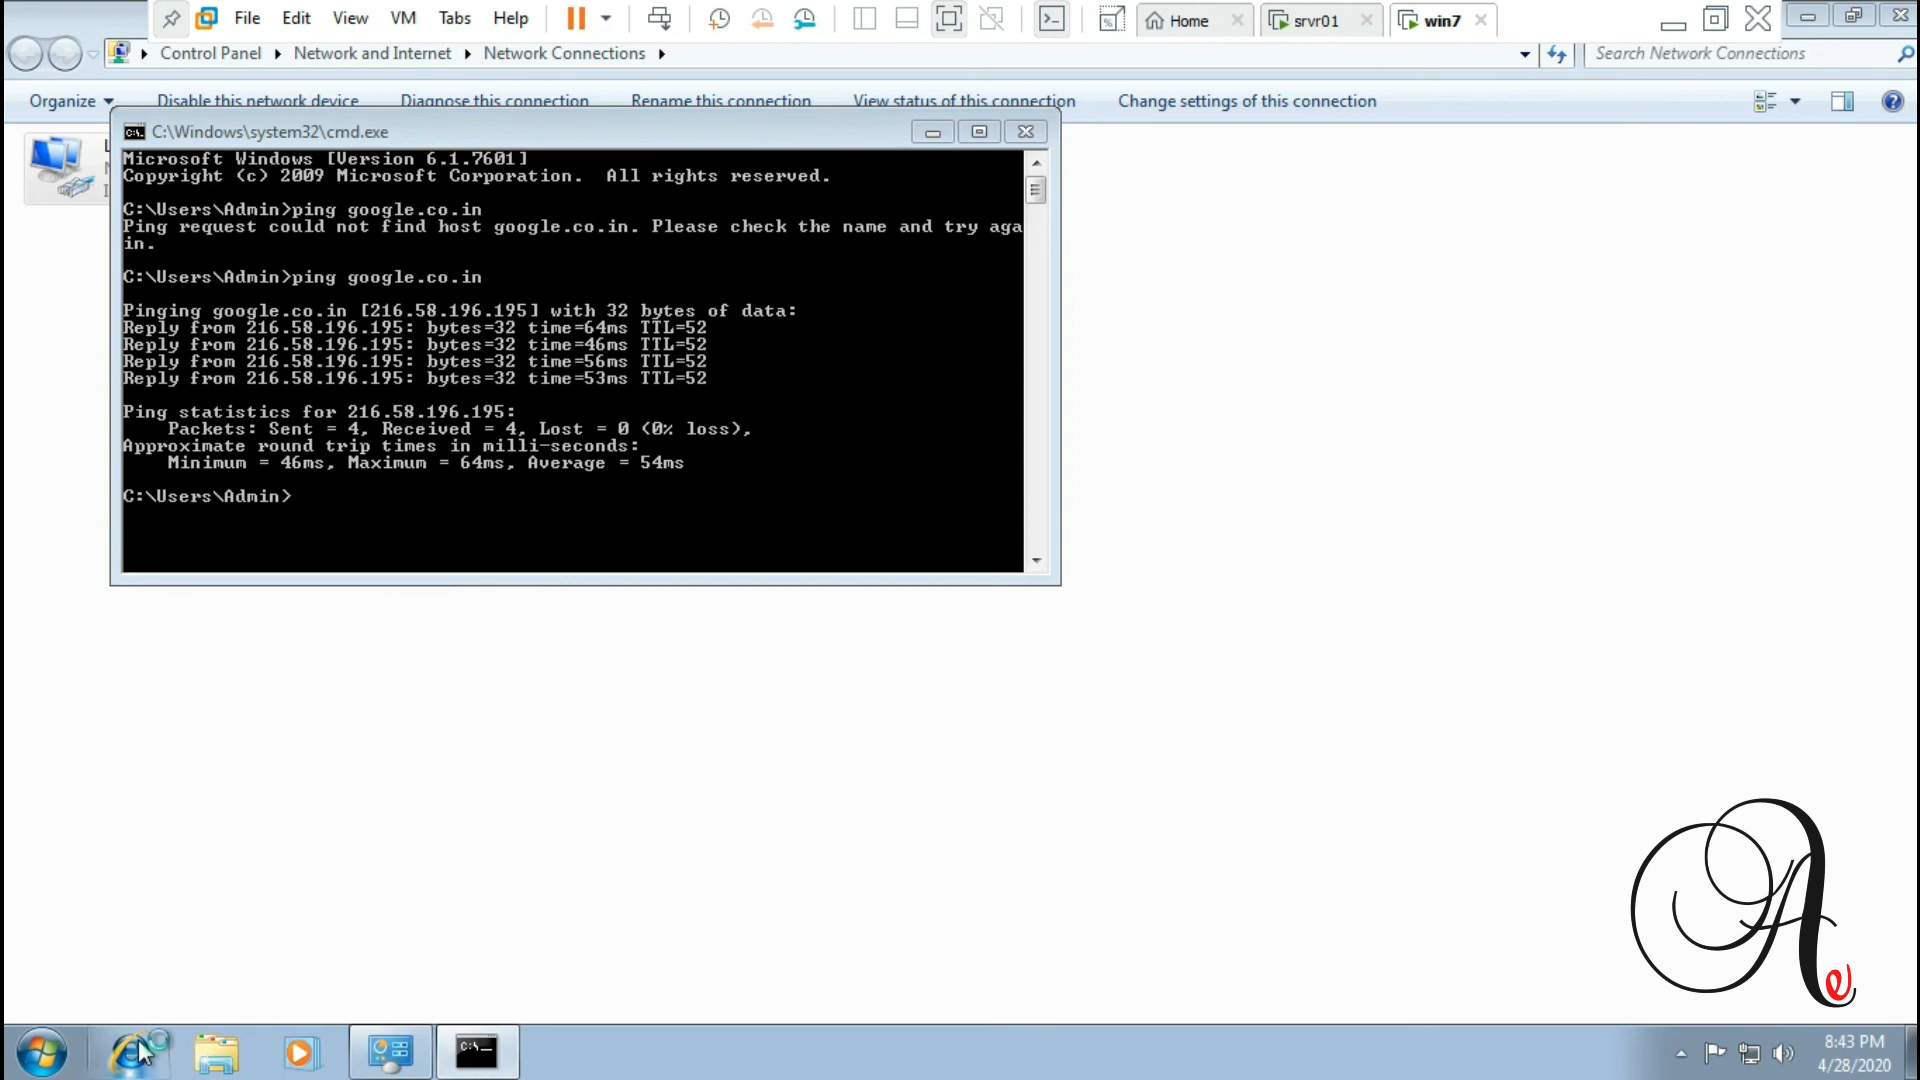 File Edit View VM Tabs Help Home srvr01 win7
Control Panel Network and Internet Network Connections Search Network Connections
Organize Disable this network device Diagnose this connection Rename this connection View status of this connection Change settings of this connection
C:\Windows\system32\cmd.exe
Microsoft Windows [Version 6.1.7601]
Copyright (c) 2009 Microsoft Corporation.  All rights reserved.
C:\Users\Admin>ping google.co.in
Ping request could not find host google.co.in. Please check the name and try aga
in.
C:\Users\Admin>ping google.co.in
Pinging google.co.in [216.58.196.195] with 32 bytes of data:
Reply from 216.58.196.195: bytes=32 time=64ms TTL=52
Reply from 216.58.196.195: bytes=32 time=46ms TTL=52
Reply from 216.58.196.195: bytes=32 time=56ms TTL=52
Reply from 216.58.196.195: bytes=32 time=53ms TTL=52
Ping statistics for 216.58.196.195:
    Packets: Sent = 4, Received = 4, Lost = 0 (0% loss),
Approximate round trip times in milli-seconds:
    Minimum = 46ms, Maximum = 64ms, Average = 54ms
C:\Users\Admin>
A e
8:43 PM
4/28/2020